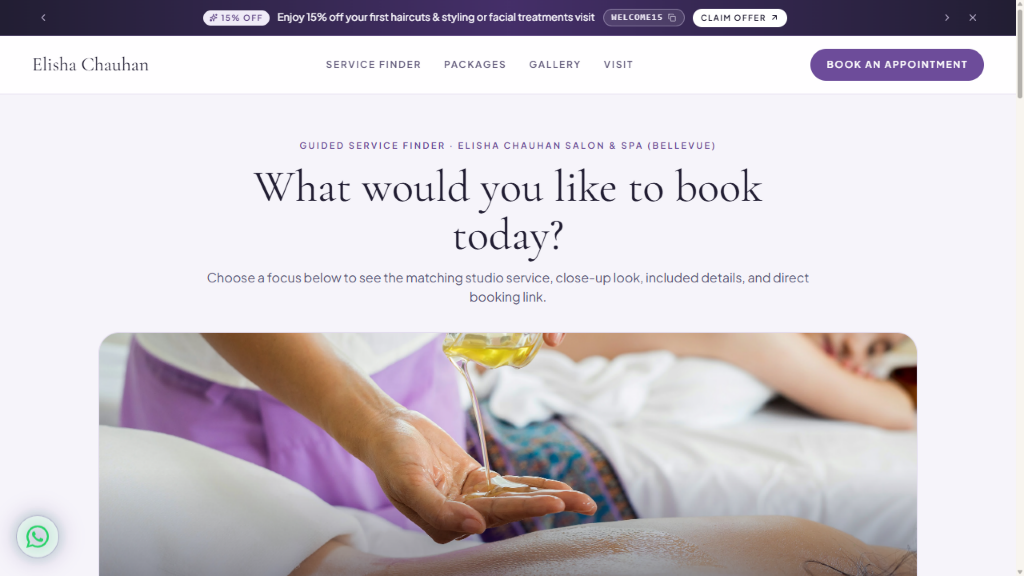 15% OFF Enjoy 15% off your first haircuts & styling or facial treatments visit WELCOME15 CLAIM OFFER
Elisha Chauhan SERVICE FINDER PACKAGES GALLERY VISIT BOOK AN APPOINTMENT
GUIDED SERVICE FINDER · ELISHA CHAUHAN SALON & SPA (BELLEVUE)
What would you like to book
today?
Choose a focus below to see the matching studio service, close-up look, included details, and direct
booking link.